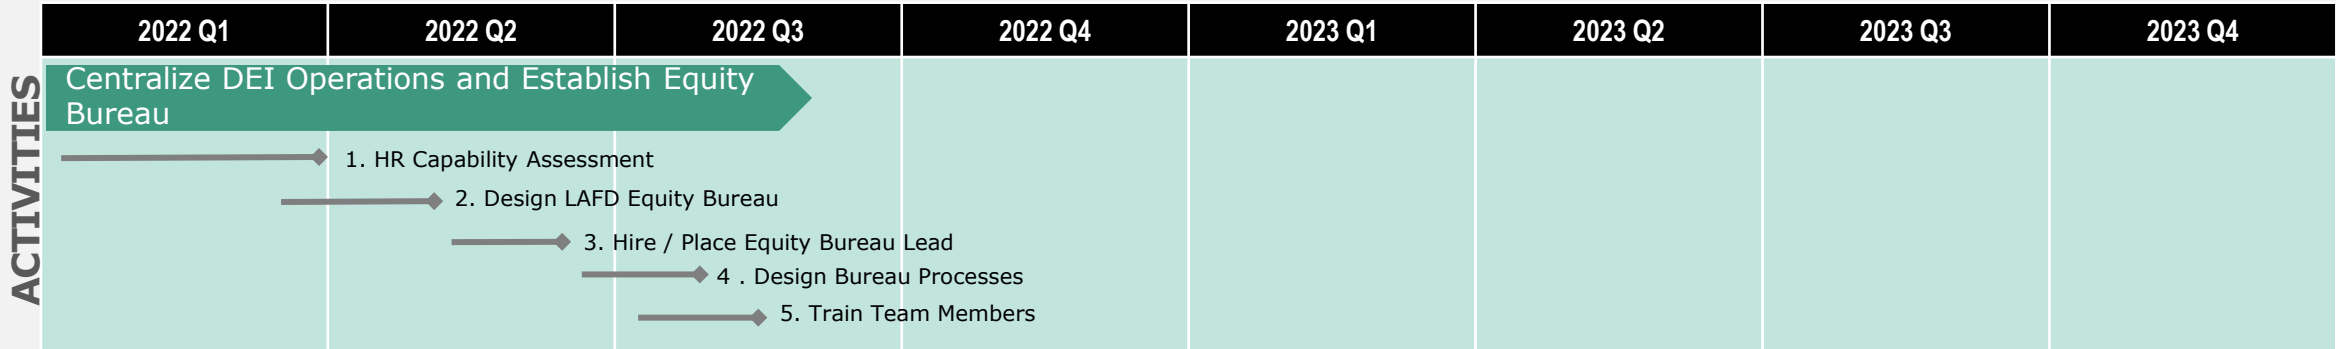 2022 Q1 2022 Q2 2022 Q3 2022 Q4 2023 Q1 2023 Q2 2023 Q3 2023 Q4
ACTIVITIES
Centralize DEI Operations and Establish Equity
Bureau
1. HR Capability Assessment
2. Design LAFD Equity Bureau
3. Hire / Place Equity Bureau Lead
4 . Design Bureau Processes
5. Train Team Members